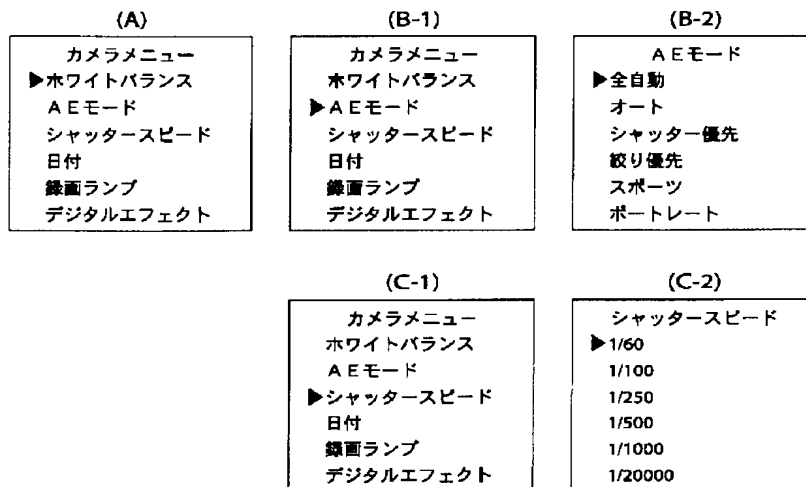 (A)
カメラメニュー
▶ホワイトバランス
AEモード
シャッタースピード
日付
録画ランプ
デジタルエフェクト
(B-1)
カメラメニュー
ホワイトバランス
▶AEモード
シャッタースピード
日付
録画ランプ
デジタルエフェクト
(B-2)
AEモード
▶全自動
オート
シャッター優先
絞り優先
スポーツ
ポートレート
(C-1)
カメラメニュー
ホワイトバランス
AEモード
▶シャッタースピード
日付
録画ランプ
デジタルエフェクト
(C-2)
シャッタースピード
▶1/60
1/100
1/250
1/500
1/1000
1/20000